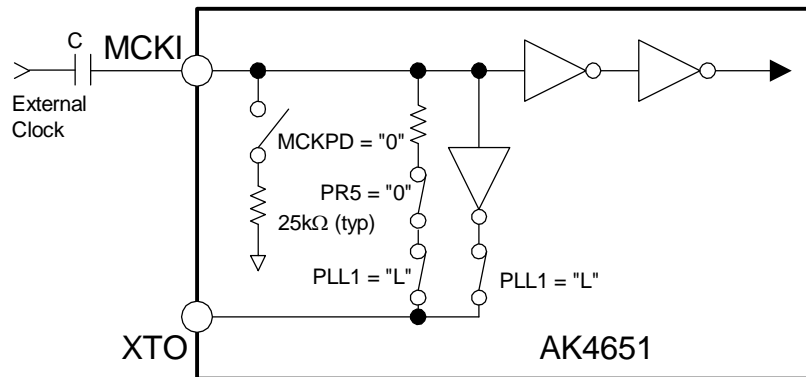 C
MCKI
External
Clock
MCKPD = "0"
PR5 = "0"
25kΩ (typ)
PLL1 = "L"
PLL1 = "L"
XTO
AK4651